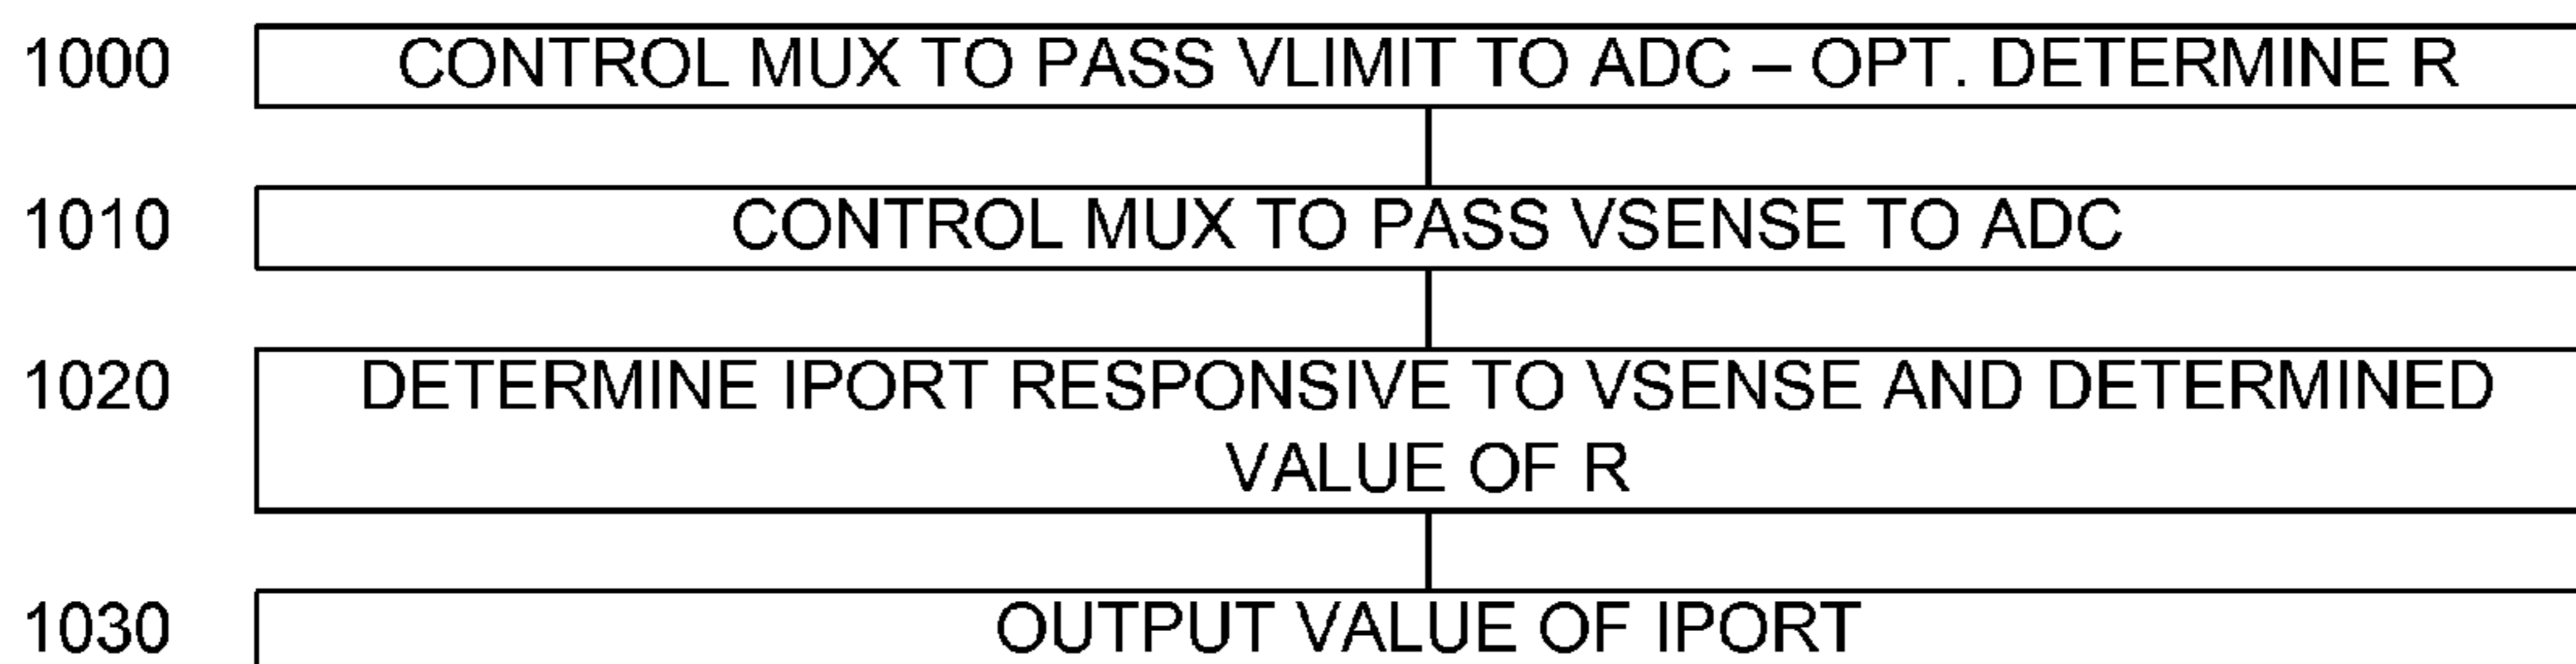 1000 CONTROL MUX TO PASS VLIMIT TO ADC – OPT. DETERMINE R
1010 CONTROL MUX TO PASS VSENSE TO ADC
1020 DETERMINE IPORT RESPONSIVE TO VSENSE AND DETERMINED
VALUE OF R
1030 OUTPUT VALUE OF IPORT